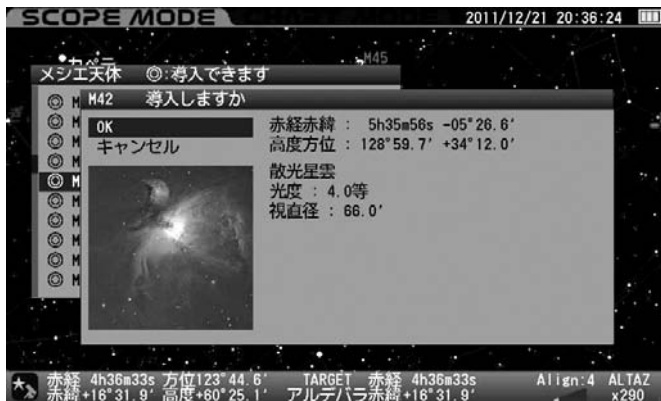 SCOPE MODE
2011/12/21 20:36:24
カペラ
M45
メシエ天体 ◎:導入できます
M42 導入しますか
OK
キャンセル
赤経赤緯 : 5h35m56s -05°26.6′
高度方位 : 128°59.7′ +34°12.0′
散光星雲
光度 : 4.0等
視直径 : 66.0′
◎ M
◎ M
◎ M
◎ M
◎ M
◎ M
◎ M
◎ M
◎ M
◎ M
赤経 4h36m33s 方位123°44.6′ TARGET 赤経 4h36m33s Align:4 ALTAZ
赤緯+16°31.9′ 高度+60°25.1′ アルデバラ赤緯+16°31.9′ x290